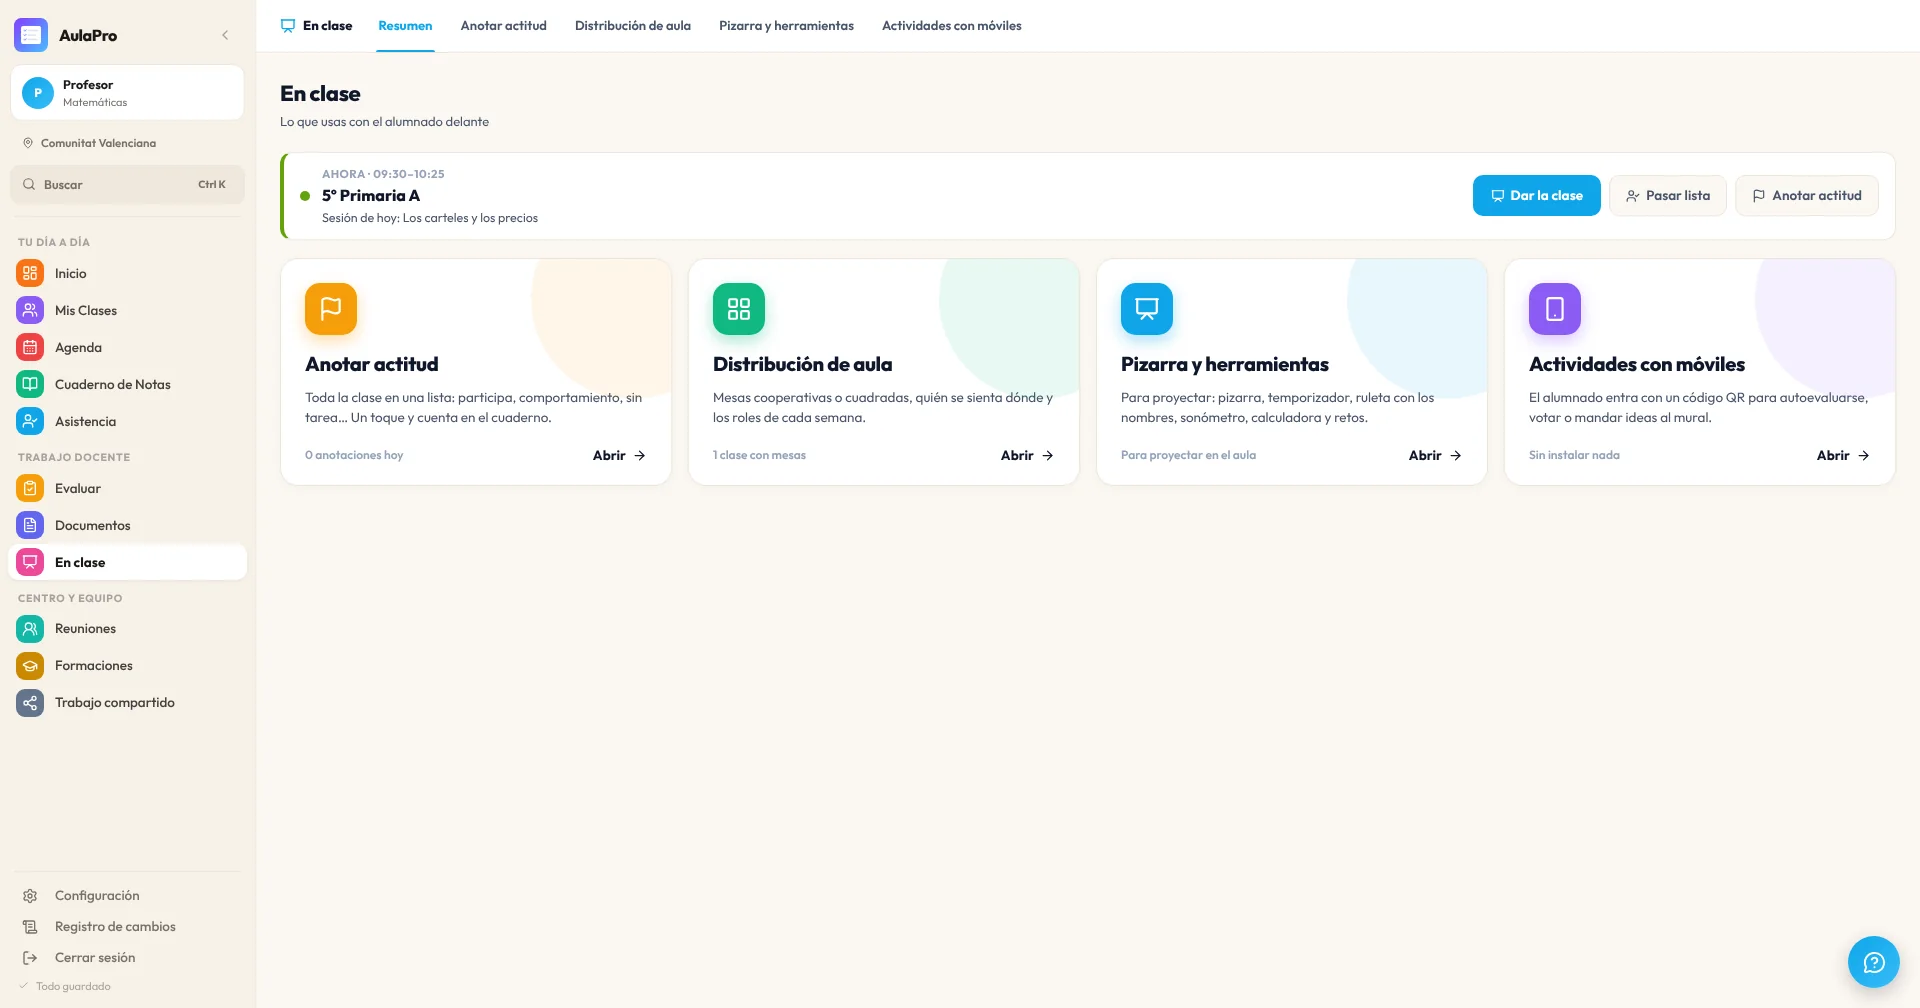 AulaPro
P
Profesor
Matemáticas
Comunitat Valenciana
Buscar
Ctrl K
TU DÍA A DÍA
Inicio
Mis Clases
Agenda
Cuaderno de Notas
Asistencia
TRABAJO DOCENTE
Evaluar
Documentos
En clase
CENTRO Y EQUIPO
Reuniones
Formaciones
Trabajo compartido
Configuración
Registro de cambios
Cerrar sesión
Todo guardado
En clase
Resumen
Anotar actitud
Distribución de aula
Pizarra y herramientas
Actividades con móviles
En clase
Lo que usas con el alumnado delante
AHORA · 09:30–10:25
5º Primaria A
Sesión de hoy: Los carteles y los precios
Dar la clase
Pasar lista
Anotar actitud
Anotar actitud
Toda la clase en una lista: participa, comportamiento, sin
tarea... Un toque y cuenta en el cuaderno.
0 anotaciones hoy
Abrir
Distribución de aula
Mesas cooperativas o cuadradas, quién se sienta dónde y
los roles de cada semana.
1 clase con mesas
Abrir
Pizarra y herramientas
Para proyectar: pizarra, temporizador, ruleta con los
nombres, sonómetro, calculadora y retos.
Para proyectar en el aula
Abrir
Actividades con móviles
El alumnado entra con un código QR para autoevaluarse,
votar o mandar ideas al mural.
Sin instalar nada
Abrir